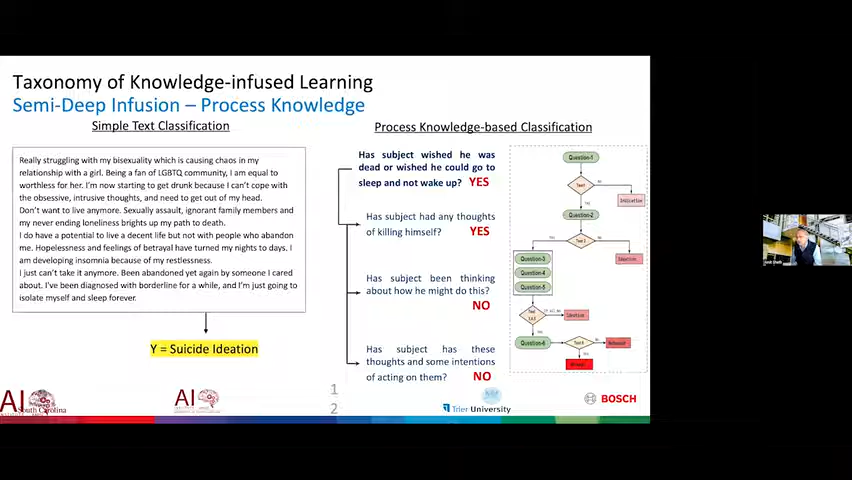 Taxonomy of Knowledge-infused Learning
Semi-Deep Infusion – Process Knowledge
Simple Text Classification
Really struggling with my bisexuality which is causing chaos in my
relationship with a girl. Being a fan of LGBTQ community, I am equal to
worthless for her. I'm now starting to get drunk because I can't cope with
the obsessive, intrusive thoughts, and need to get out of my head.
Don't want to live anymore. Sexually assault, ignorant family members and
my never ending loneliness brights up my path to death.
I do have a potential to live a decent life but not with people who abandon
me. Hopelessness and feelings of betrayal have turned my nights to days. I
am developing insomnia because of my restlessness.
I just can't take it anymore. Been abandoned yet again by someone I cared
about. I've been diagnosed with borderline for a while, and I'm just going to
isolate myself and sleep forever.
Y = Suicide Ideation
Process Knowledge-based Classification
Has subject wished he was
dead or wished he could go to
sleep and not wake up? YES
Has subject had any thoughts
of killing himself? YES
Has subject been thinking
about how he might do this?
NO
Has subject has these
thoughts and some intentions
of acting on them? NO
Question-1
Question-2
Question-3
Question-4
Question-5
Question-6
AI
South Carolina
AI
1
2
Trier University
BOSCH